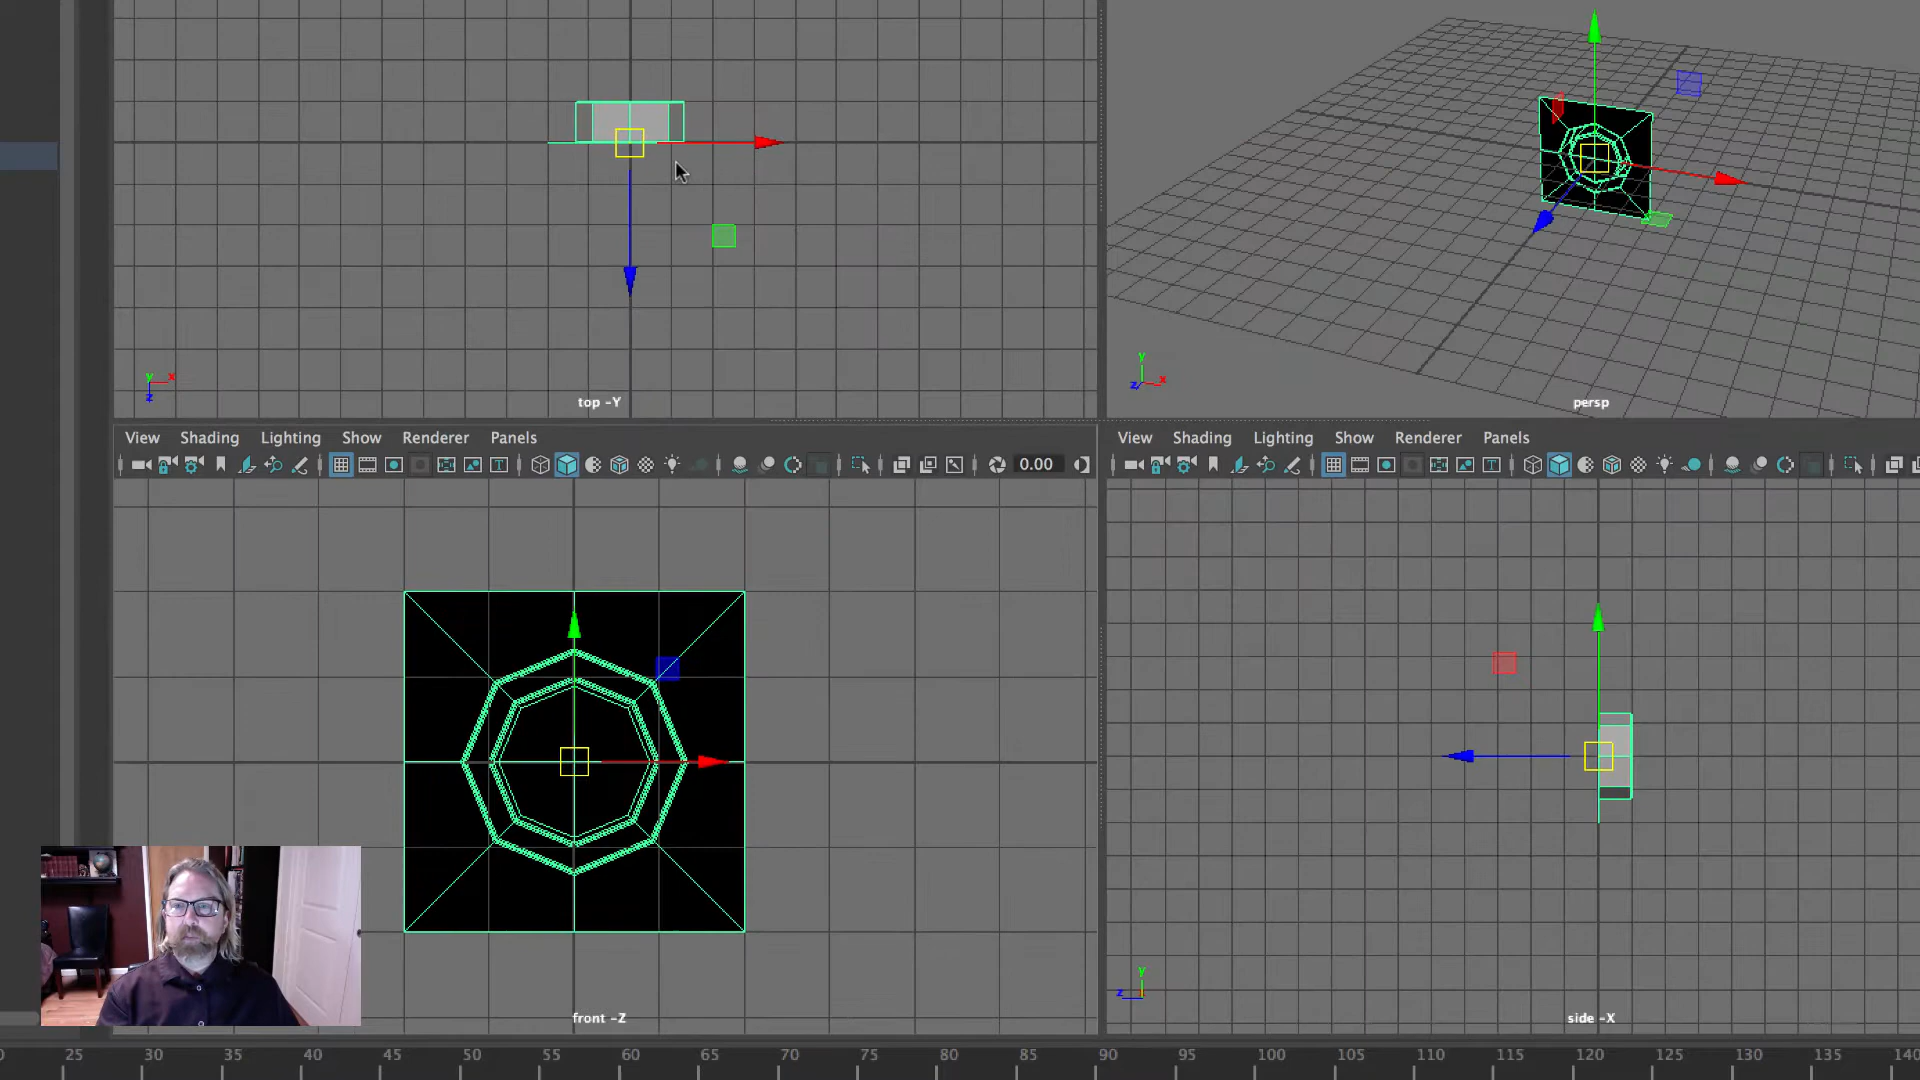 y x
z
top -Y
y
z x
persp
View Shading Lighting Show Renderer Panels
View Shading Lighting Show Renderer Panels
0.00
front -Z
y
z
side -X
0 25 30 35 40 45 50 55 60 65 70 75 80 85 90 95 100 105 110 115 120 125 130 135 140